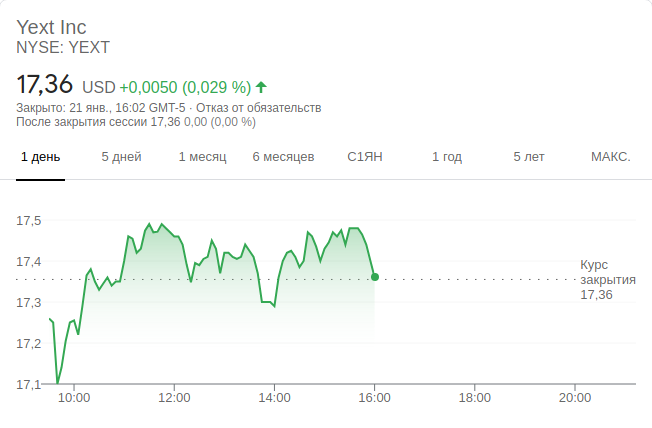 Yext Inc
NYSE: YEXT
17,36 USD +0,0050 (0,029 %)
Закрыто: 21 янв., 16:02 GMT-5 · Отказ от обязательств
После закрытия сессии 17,36 0,00 (0,00 %)
1 день 5 дней 1 месяц 6 месяцев С1ЯН 1 год 5 лет МАКС.
17,5
17,4
Курс
закрытия
17,36
17,3
17,2
17,1
10:00 12:00 14:00 16:00 18:00 20:00